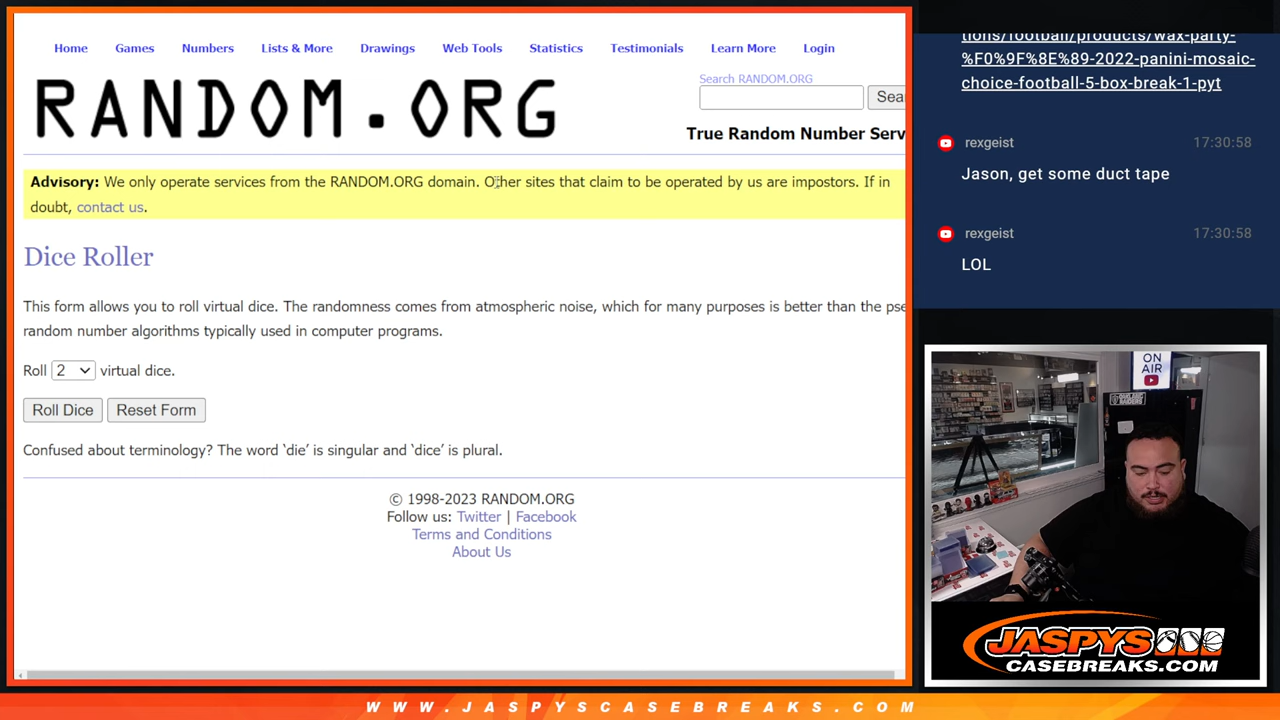 Home Games Numbers Lists & More Drawings Web Tools Statistics Testimonials Learn More Login
Search RANDOM.ORG
RANDOM.ORG
Sea
True Random Number Serv
Advisory: We only operate services from the RANDOM.ORG domain. Other sites that claim to be operated by us are impostors. If in
doubt, contact us.
Dice Roller
This form allows you to roll virtual dice. The randomness comes from atmospheric noise, which for many purposes is better than the pse
random number algorithms typically used in computer programs.
Roll 2 virtual dice.
Roll Dice Reset Form
Confused about terminology? The word ‘die’ is singular and ‘dice’ is plural.
© 1998-2023 RANDOM.ORG
Follow us: Twitter | Facebook
Terms and Conditions
About Us
tions/football/products/wax-party-
%F0%9F%8E%89-2022-panini-mosaic-
choice-football-5-box-break-1-pyt
rexgeist 17:30:58
Jason, get some duct tape
rexgeist 17:30:58
LOL
ON
AIR
JASPYS
CASEBREAKS.COM
WWW.JASPYSCASEBREAKS.COM